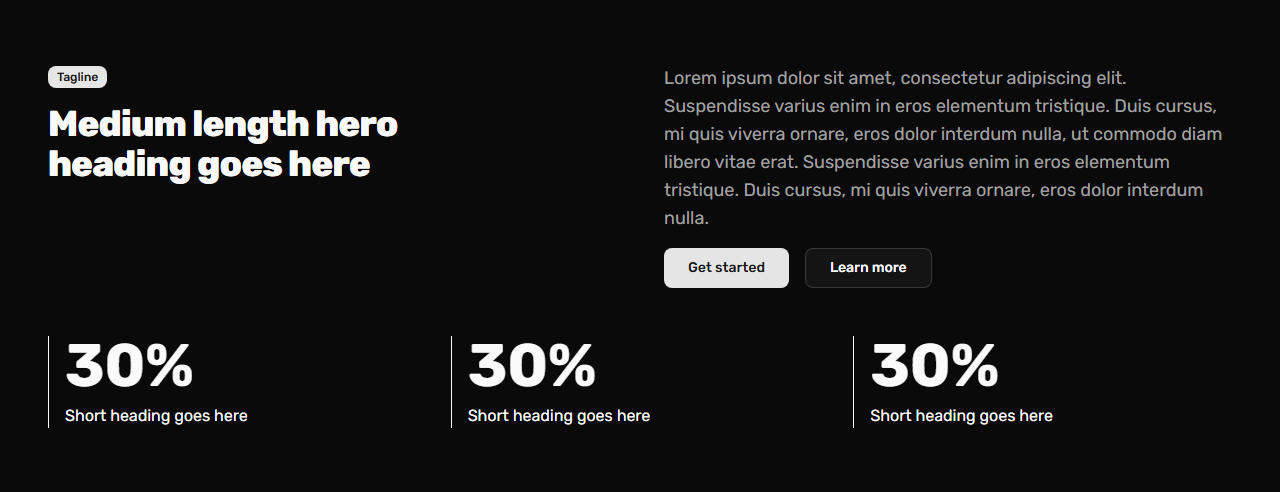 Tagline
Medium length hero
heading goes here
Lorem ipsum dolor sit amet, consectetur adipiscing elit.
Suspendisse varius enim in eros elementum tristique. Duis cursus,
mi quis viverra ornare, eros dolor interdum nulla, ut commodo diam
libero vitae erat. Suspendisse varius enim in eros elementum
tristique. Duis cursus, mi quis viverra ornare, eros dolor interdum
nulla.
Get started
Learn more
30%
Short heading goes here
30%
Short heading goes here
30%
Short heading goes here